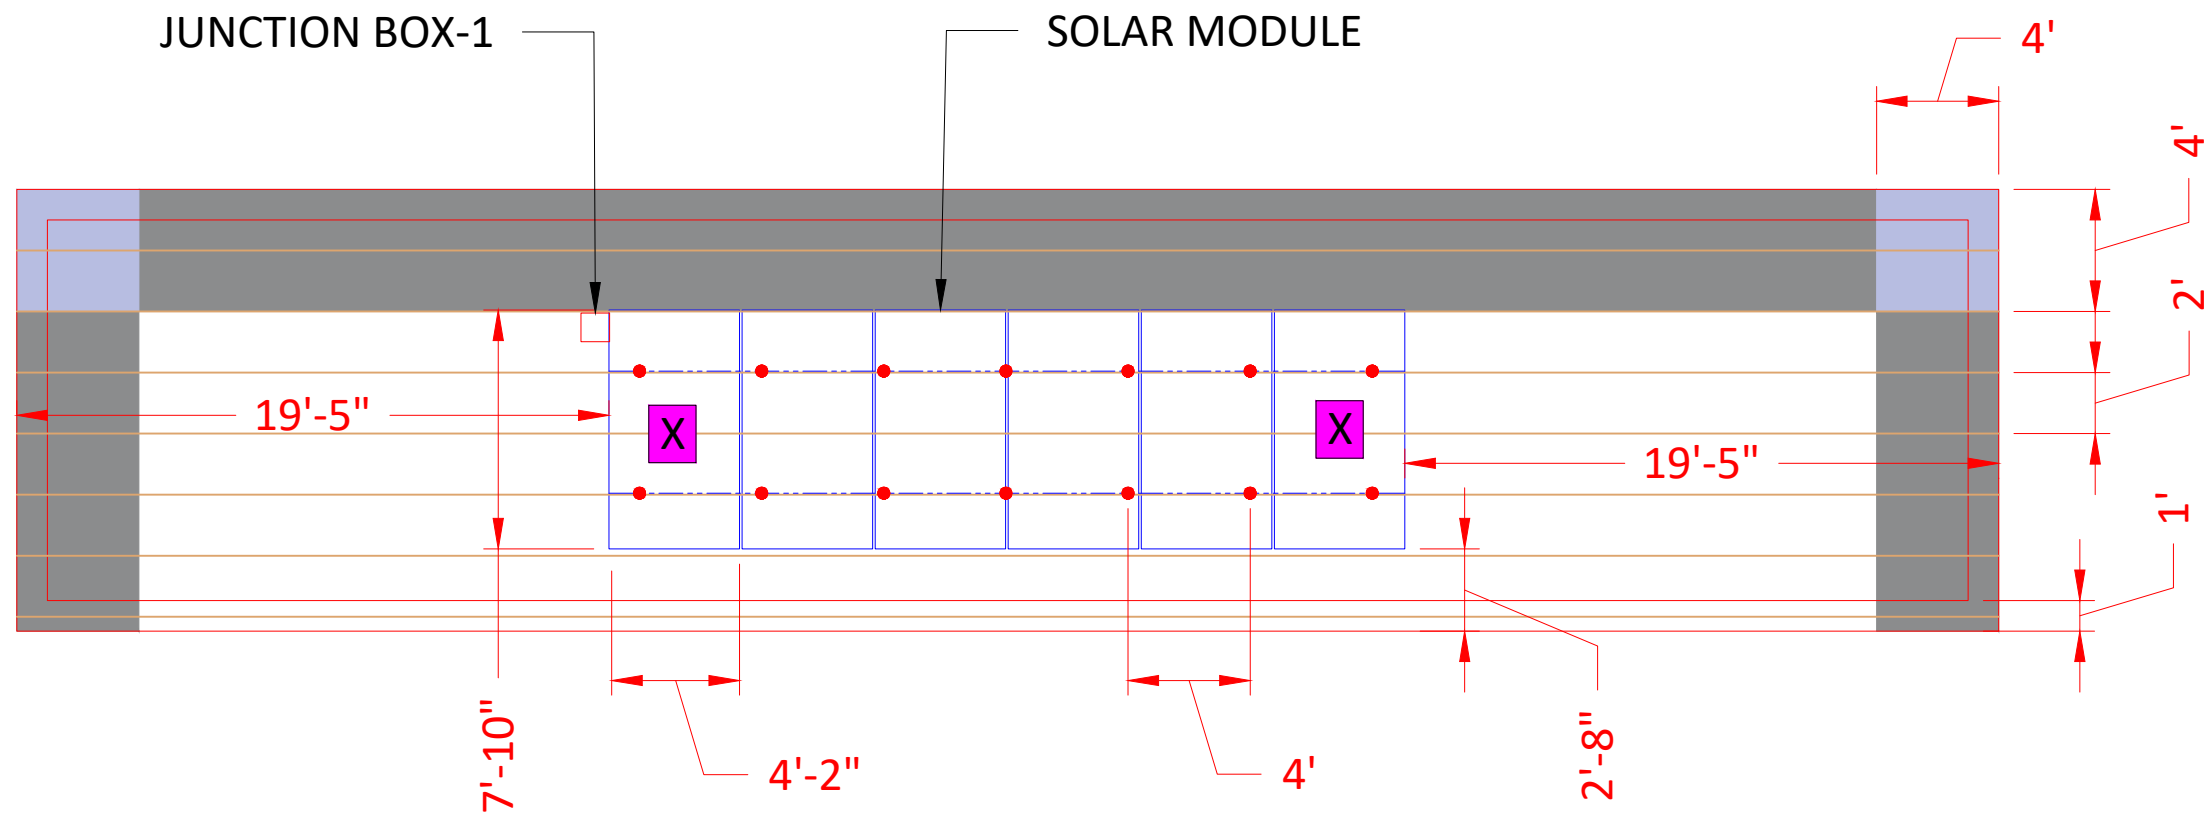 JUNCTION BOX-1
SOLAR MODULE
4'
4'
2'
19'-5"
X
X
19'-5"
1'
7'-10"
4'-2"
4'
2'-8"